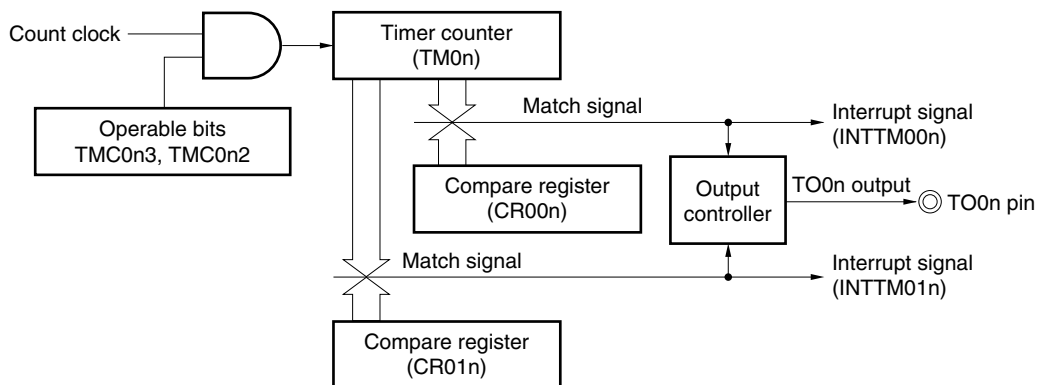 Count clock
Timer counter
(TM0n)
Operable bits
TMC0n3, TMC0n2
Match signal
Interrupt signal
(INTTM00n)
Compare register
(CR00n)
Output
controller
TO0n output
TO0n pin
Match signal
Interrupt signal
(INTTM01n)
Compare register
(CR01n)